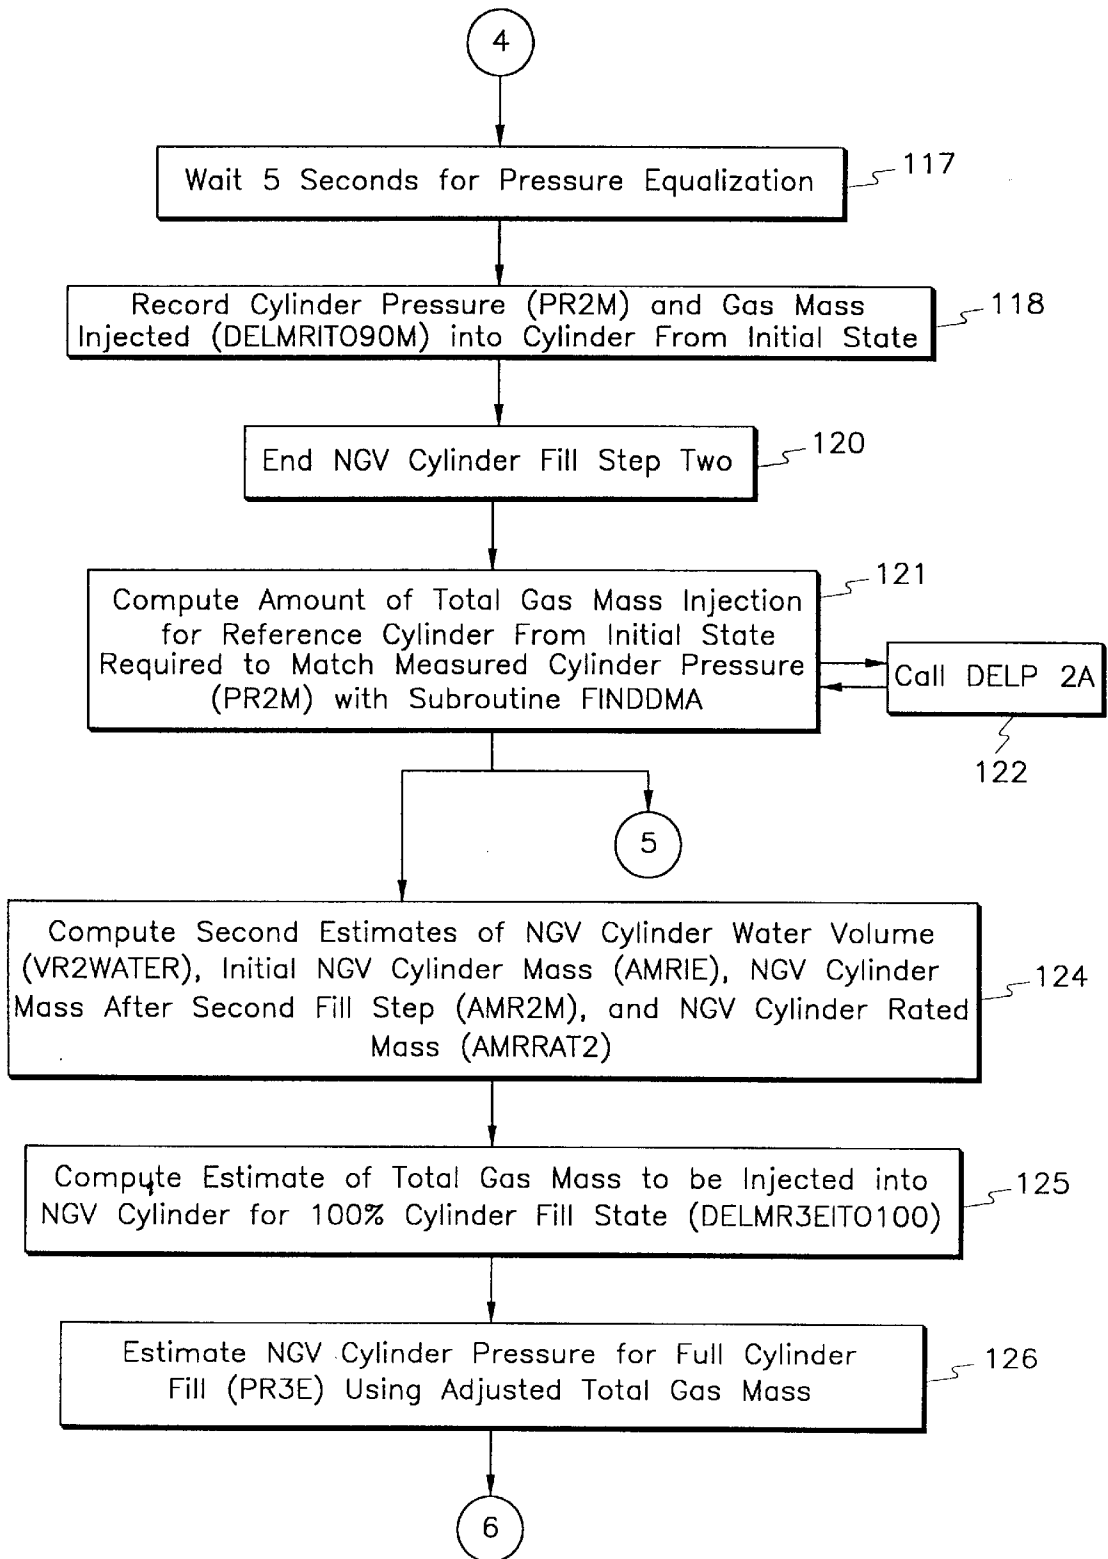 4
Wait 5 Seconds for Pressure Equalization
117
Record Cylinder Pressure (PR2M) and Gas Mass
Injected (DELMRITO90M) into Cylinder From Initial State
118
End NGV Cylinder Fill Step Two
120
Compute Amount of Total Gas Mass Injection
for Reference Cylinder From Initial State
Required to Match Measured Cylinder Pressure
(PR2M) with Subroutine FINDDMA
121
Call DELP 2A
122
5
Compute Second Estimates of NGV Cylinder Water Volume
(VR2WATER), Initial NGV Cylinder Mass (AMRIE), NGV Cylinder
Mass After Second Fill Step (AMR2M), and NGV Cylinder Rated
Mass (AMRRAT2)
124
Compute Estimate of Total Gas Mass to be Injected into
NGV Cylinder for 100% Cylinder Fill State (DELMR3EITO100)
125
Estimate NGV Cylinder Pressure for Full Cylinder
Fill (PR3E) Using Adjusted Total Gas Mass
126
6